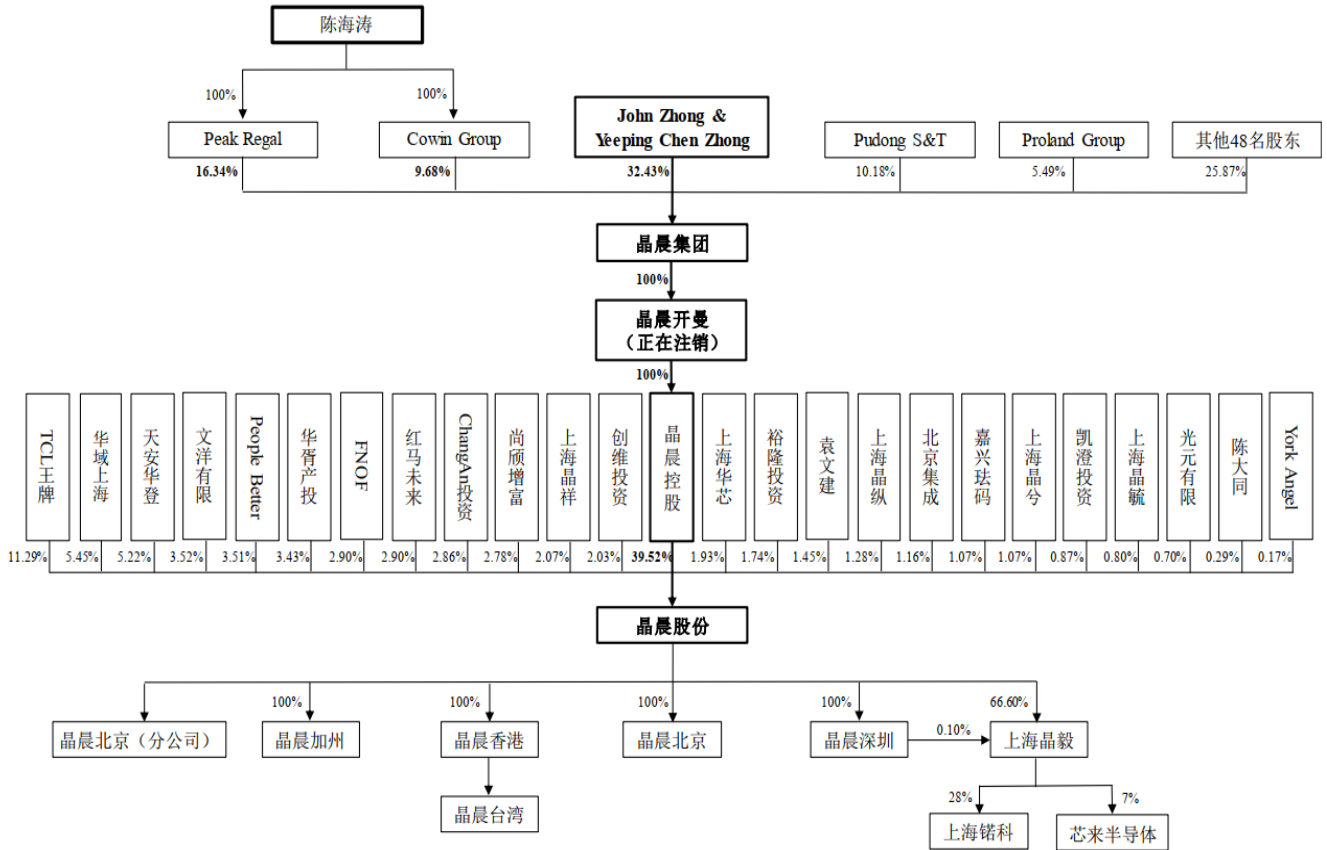 陈海涛
100%
100%
Peak Regal
Cowin Group
John Zhong &
Yeeping Chen Zhong
Pudong S&T
Proland Group
其他48名股东
16.34%
9.68%
32.43%
10.18%
5.49%
25.87%
晶晨集团
100%
晶晨开曼
（正在注销）
100%
TCL王牌
华域上海
天安华登
文洋有限
People Better
华胥产投
FNOF
红马未来
ChangAn投资
尚颀增富
上海晶祥
创维投资
晶晨控股
上海华芯
裕隆投资
袁文建
上海晶纵
北京集成
嘉兴珐码
上海晶兮
凯澄投资
上海晶毓
光元有限
陈大同
York Angel
11.29%
5.45%
5.22%
3.52%
3.51%
3.43%
2.90%
2.90%
2.86%
2.78%
2.07%
2.03%
39.52%
1.93%
1.74%
1.45%
1.28%
1.16%
1.07%
1.07%
0.87%
0.80%
0.70%
0.29%
0.17%
晶晨股份
100%
100%
100%
100%
66.60%
晶晨北京（分公司）
晶晨加州
晶晨香港
晶晨北京
晶晨深圳
0.10%
上海晶毅
晶晨台湾
28%
7%
上海锘科
芯来半导体